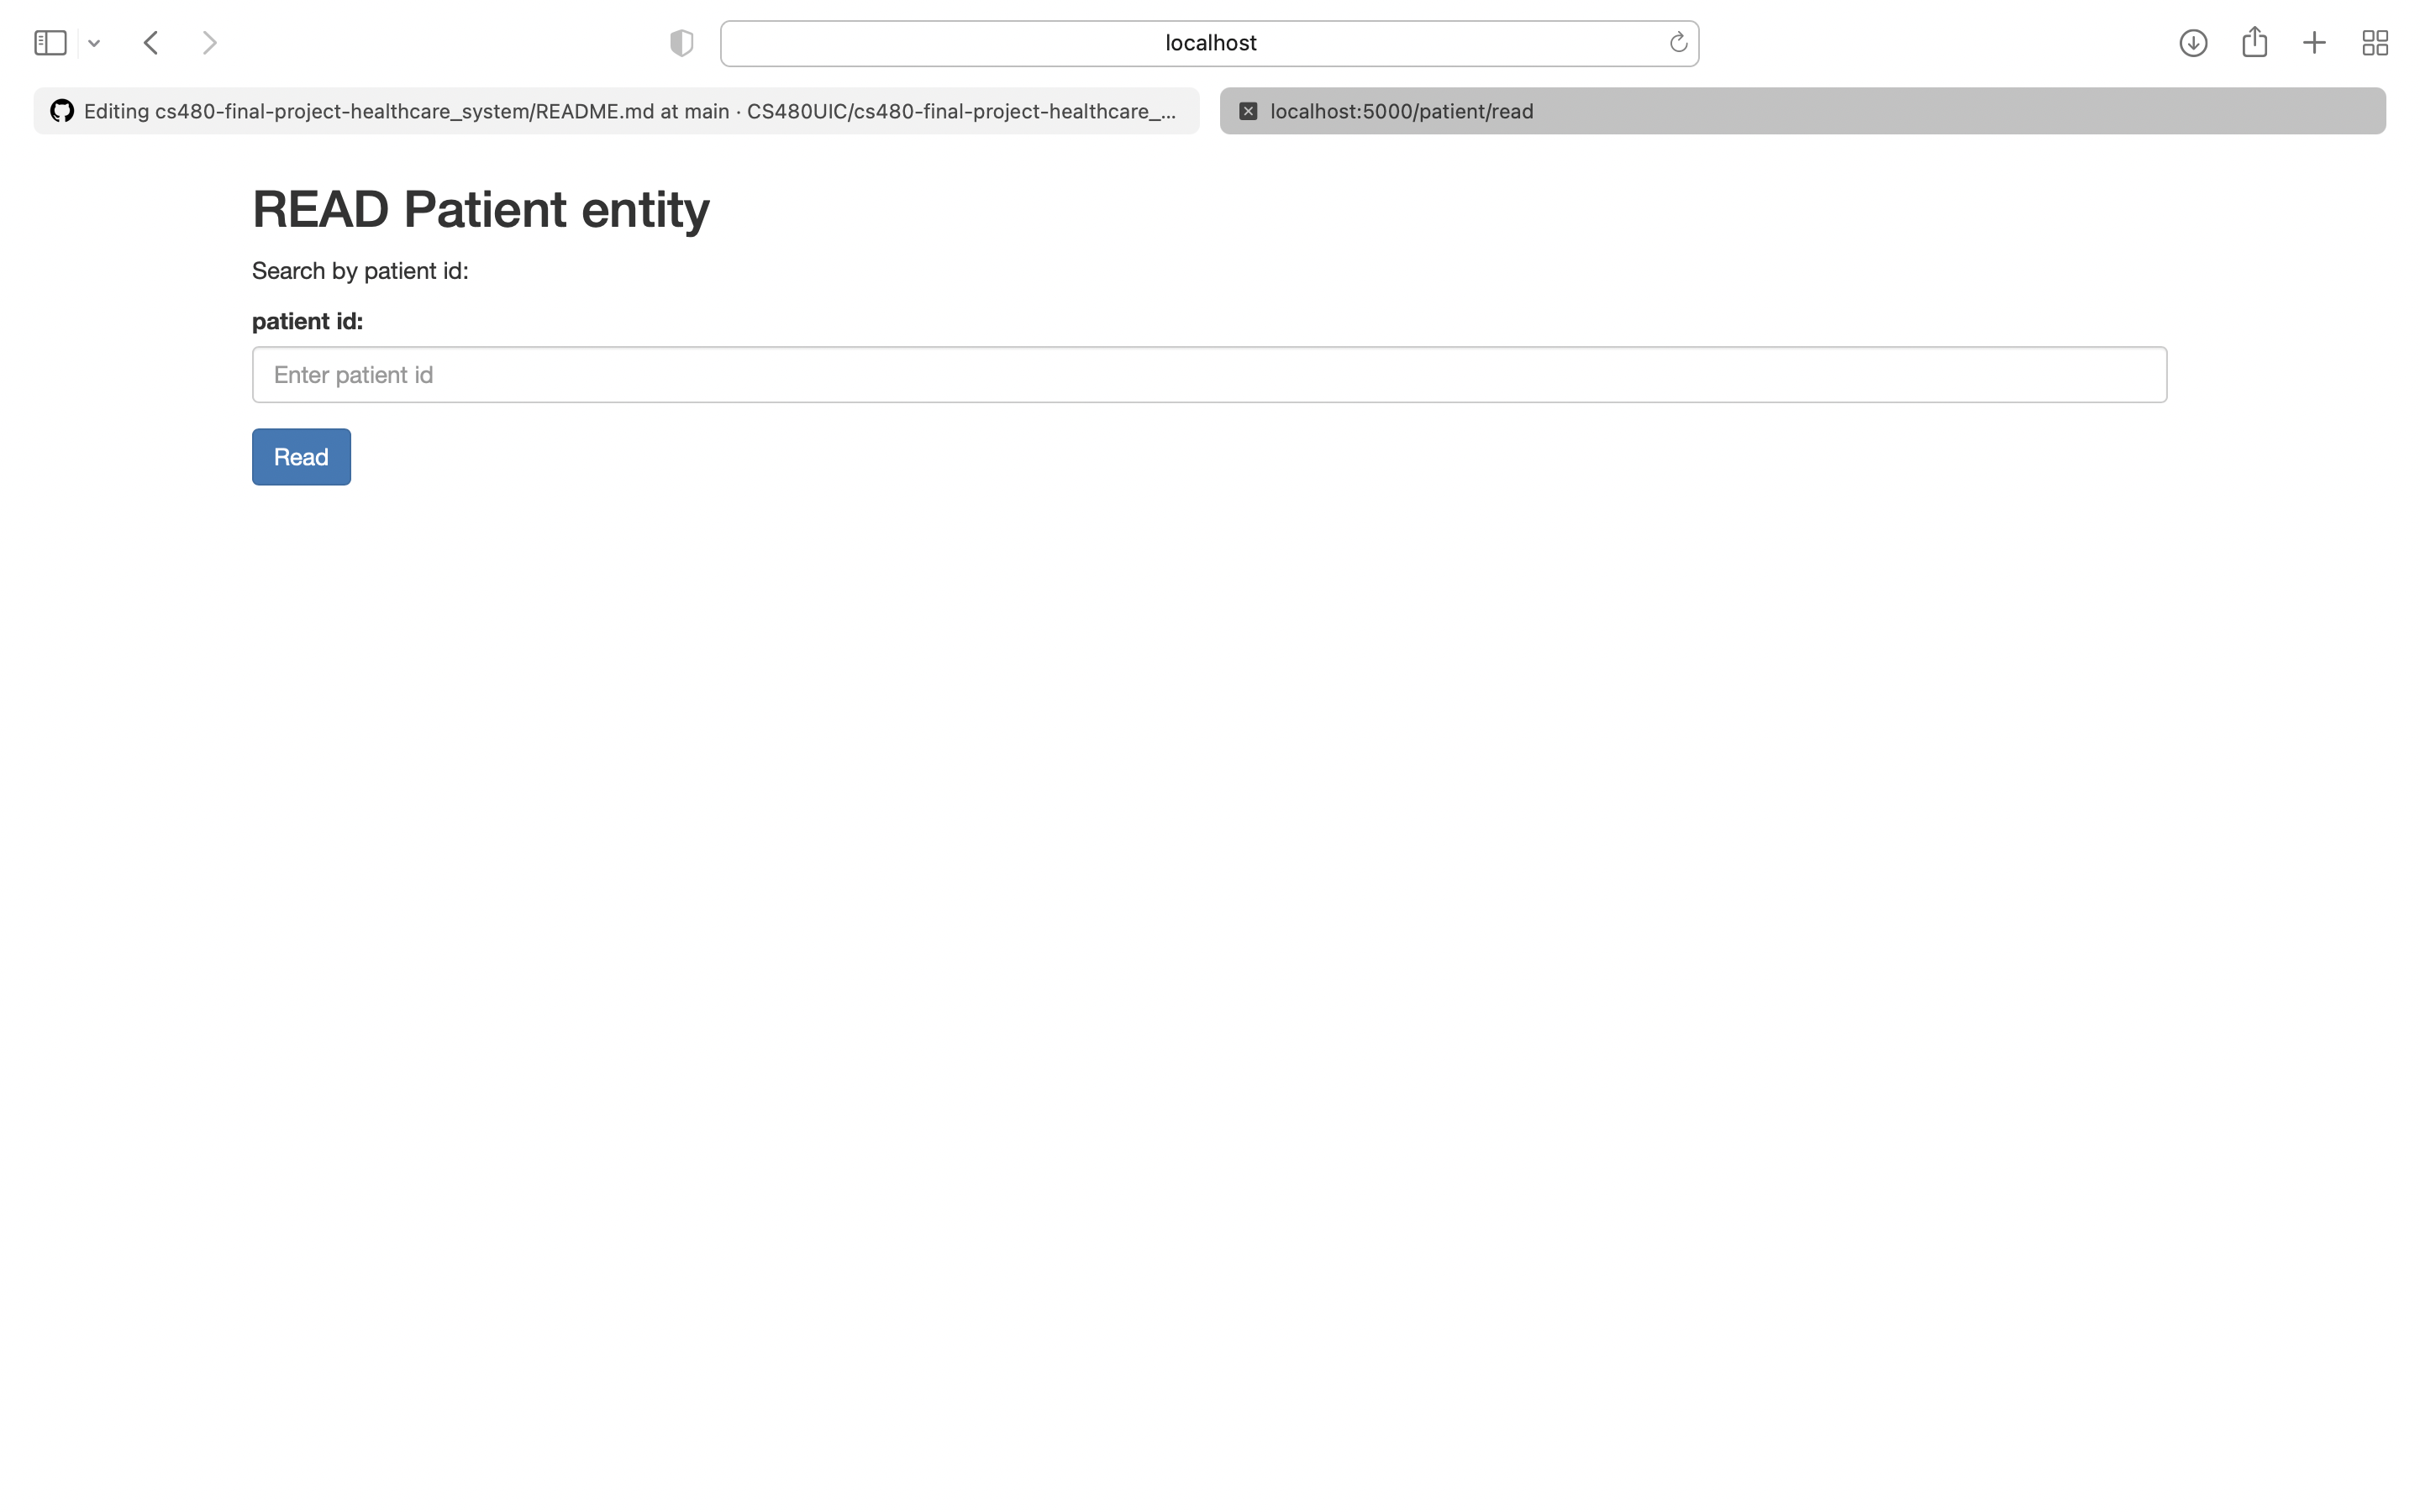 localhost
Editing cs480-final-project-healthcare_system/README.md at main · CS480UIC/cs480-final-project-healthcare_...
localhost:5000/patient/read
READ Patient entity
Search by patient id:
patient id:
Enter patient id
Read